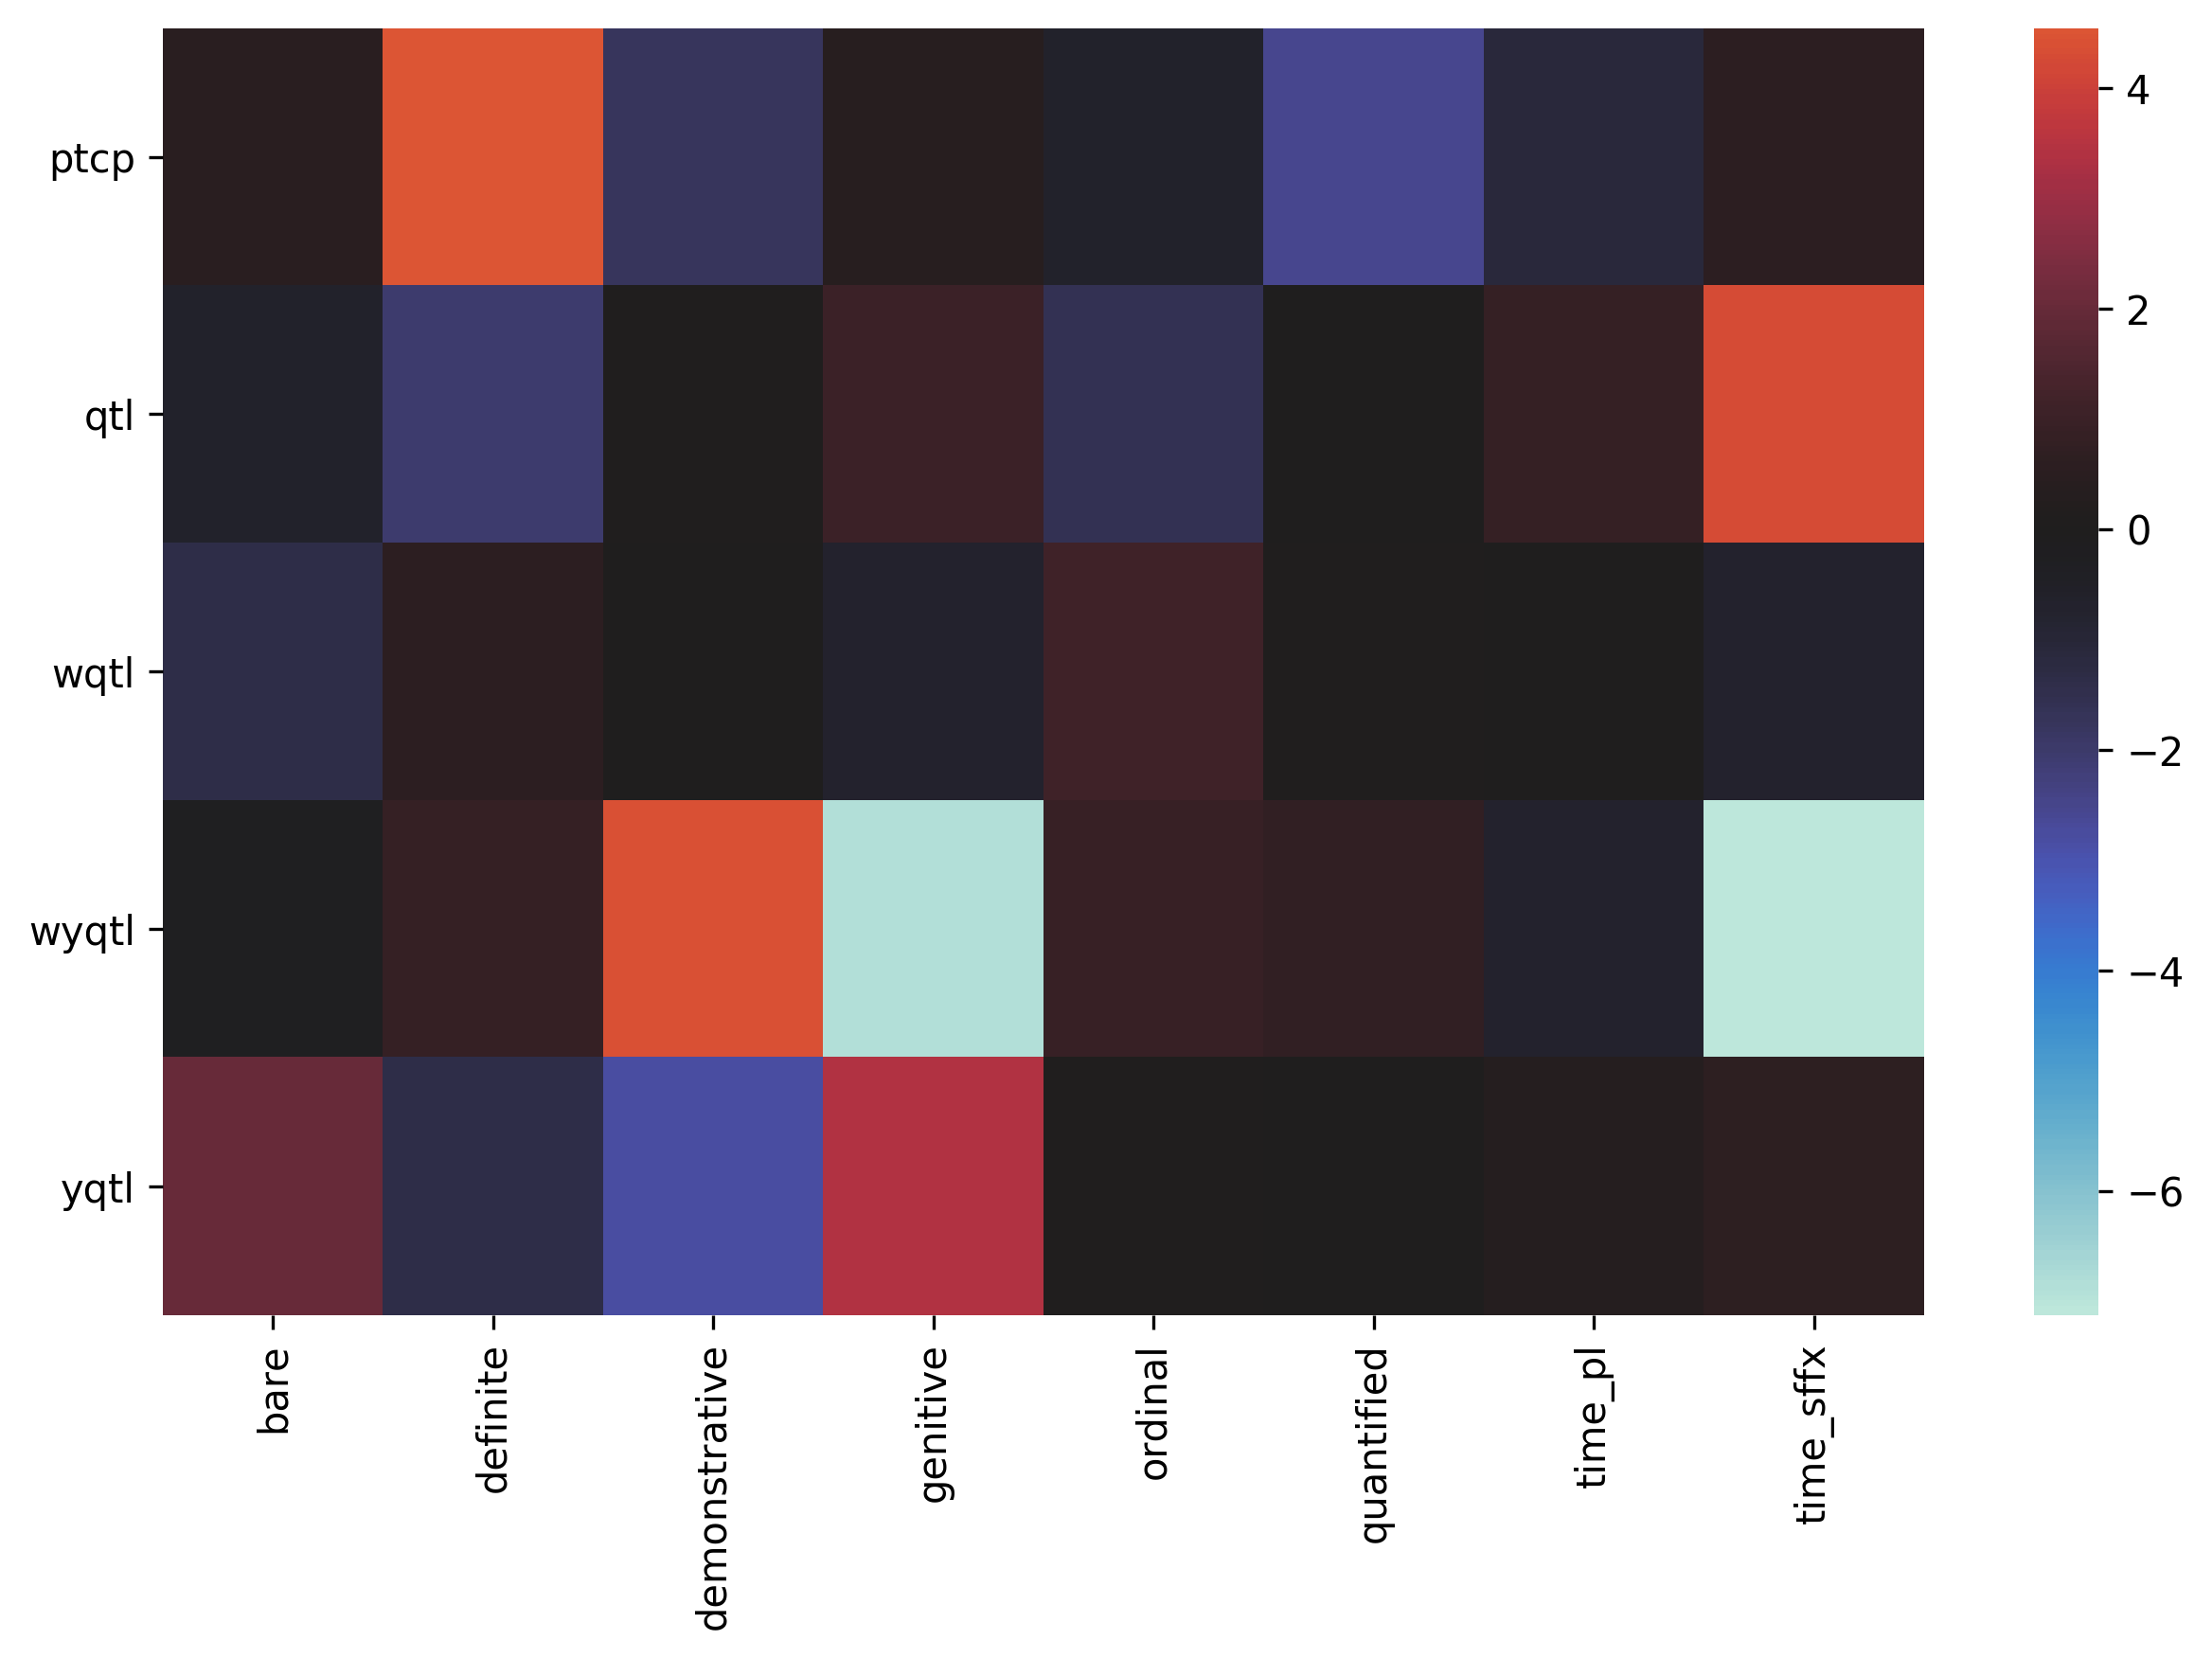 ptcp
qtl
wqtl
wyqtl
yqtl
bare
definite
demonstrative
genitive
ordinal
quantified
time_pl
time_sffx
4
2
0
−2
−4
−6